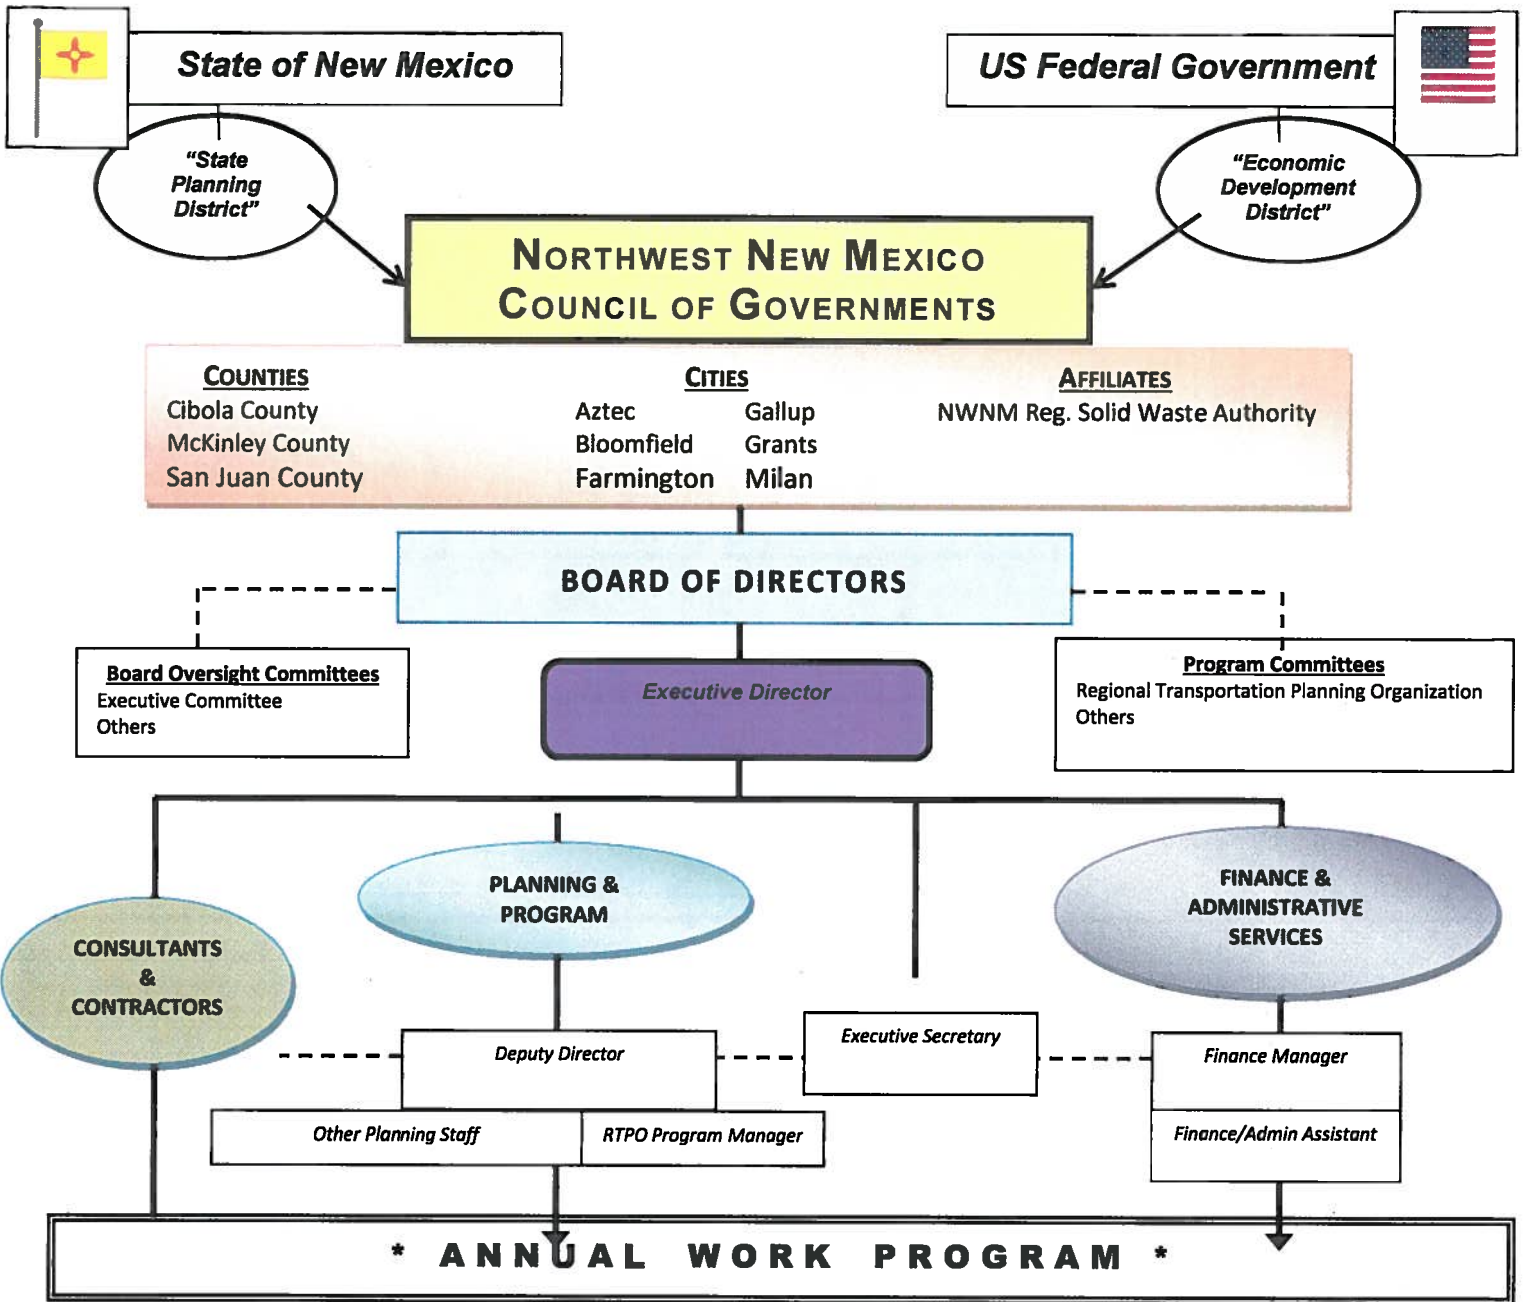 State of New Mexico
US Federal Government
"State
Planning
District"
"Economic
Development
District"
NORTHWEST NEW MEXICO
COUNCIL OF GOVERNMENTS
COUNTIES
Cibola County
McKinley County
San Juan County
CITIES
Aztec Gallup
Bloomfield Grants
Farmington Milan
AFFILIATES
NWNM Reg. Solid Waste Authority
BOARD OF DIRECTORS
Board Oversight Committees
Executive Committee
Others
Executive Director
Program Committees
Regional Transportation Planning Organization
Others
CONSULTANTS
&
CONTRACTORS
PLANNING &
PROGRAM
FINANCE &
ADMINISTRATIVE
SERVICES
Deputy Director
Executive Secretary
Finance Manager
Other Planning Staff
RTPO Program Manager
Finance/Admin Assistant
* ANNUAL WORK PROGRAM *